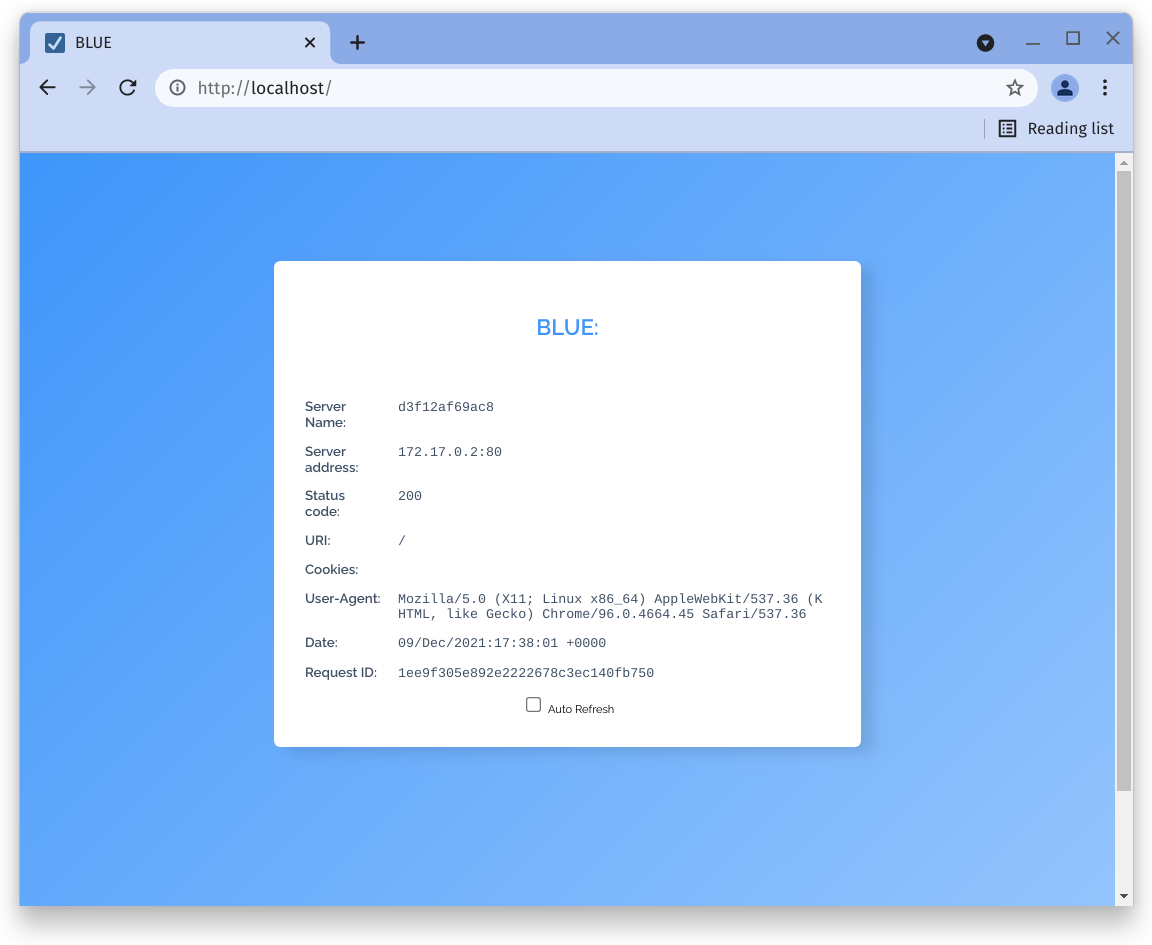 BLUE
http://localhost/
Reading list
BLUE:
Server Name: d3f12af69ac8
Server address: 172.17.0.2:80
Status code: 200
URI: /
Cookies:
User-Agent: Mozilla/5.0 (X11; Linux x86_64) AppleWebKit/537.36 (K
HTML, like Gecko) Chrome/96.0.4664.45 Safari/537.36
Date: 09/Dec/2021:17:38:01 +0000
Request ID: 1ee9f305e892e2222678c3ec140fb750
Auto Refresh